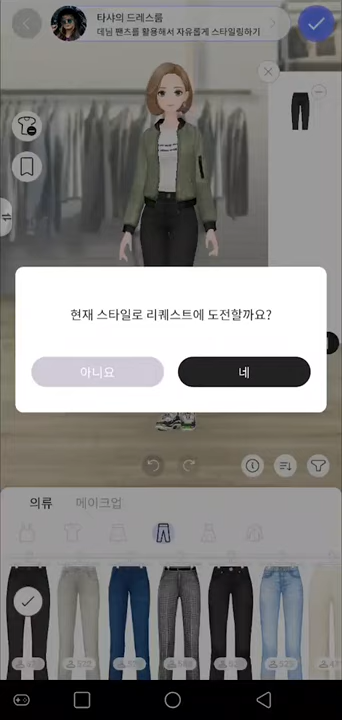 타샤의 드레스룸
데님 팬츠를 활용해서 자유롭게 스타일링하기
현재 스타일로 리퀘스트에 도전할까요?
아니요
네
의류
메이크업